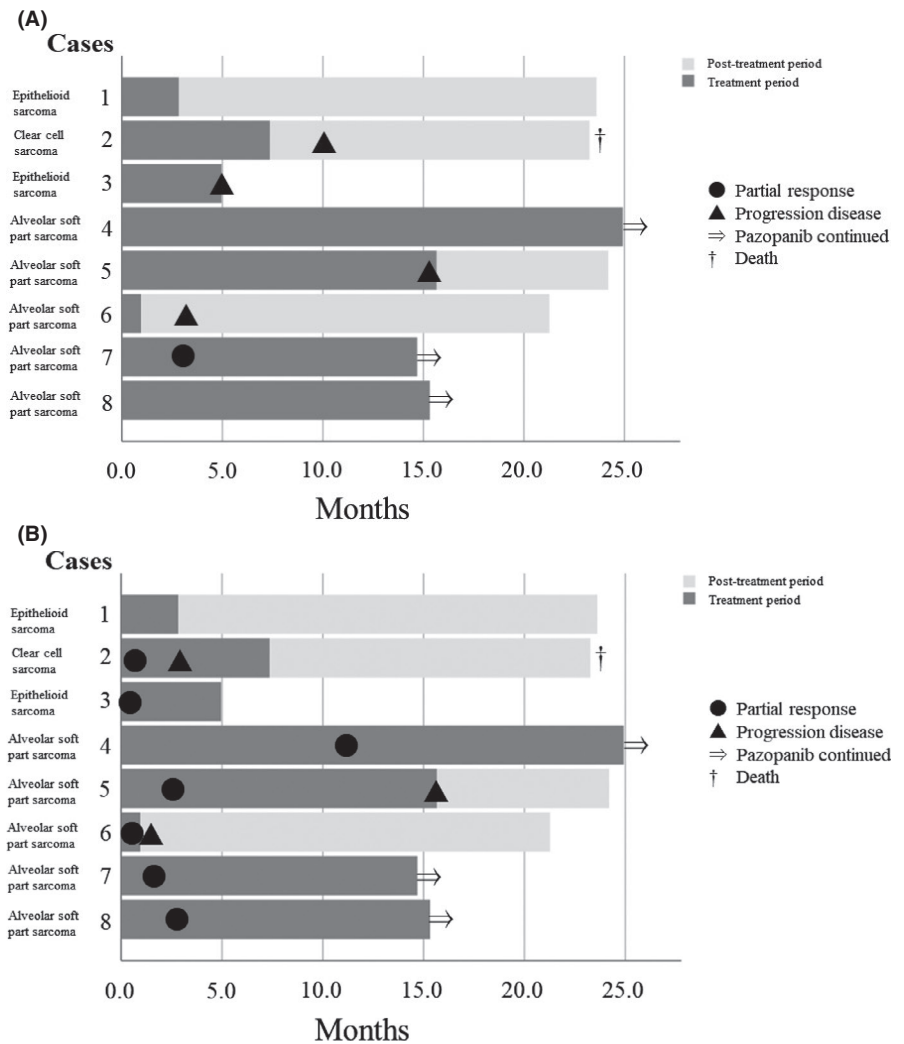 (A)
Cases
Post-treatment period
Treatment period
Epithelioid
sarcoma
1
Clear cell
sarcoma
2
†
Epithelioid
sarcoma
3
Alveolar soft
part sarcoma
4
⇒
Alveolar soft
part sarcoma
5
Alveolar soft
part sarcoma
6
Alveolar soft
part sarcoma
7
⇒
Alveolar soft
part sarcoma
8
⇒
● Partial response
▲ Progression disease
⇒ Pazopanib continued
† Death
0.0 5.0 10.0 15.0 20.0 25.0
Months
(B)
Cases
Post-treatment period
Treatment period
Epithelioid
sarcoma
1
Clear cell
sarcoma
2
†
Epithelioid
sarcoma
3
Alveolar soft
part sarcoma
4
⇒
Alveolar soft
part sarcoma
5
Alveolar soft
part sarcoma
6
Alveolar soft
part sarcoma
7
⇒
Alveolar soft
part sarcoma
8
⇒
● Partial response
▲ Progression disease
⇒ Pazopanib continued
† Death
0.0 5.0 10.0 15.0 20.0 25.0
Months